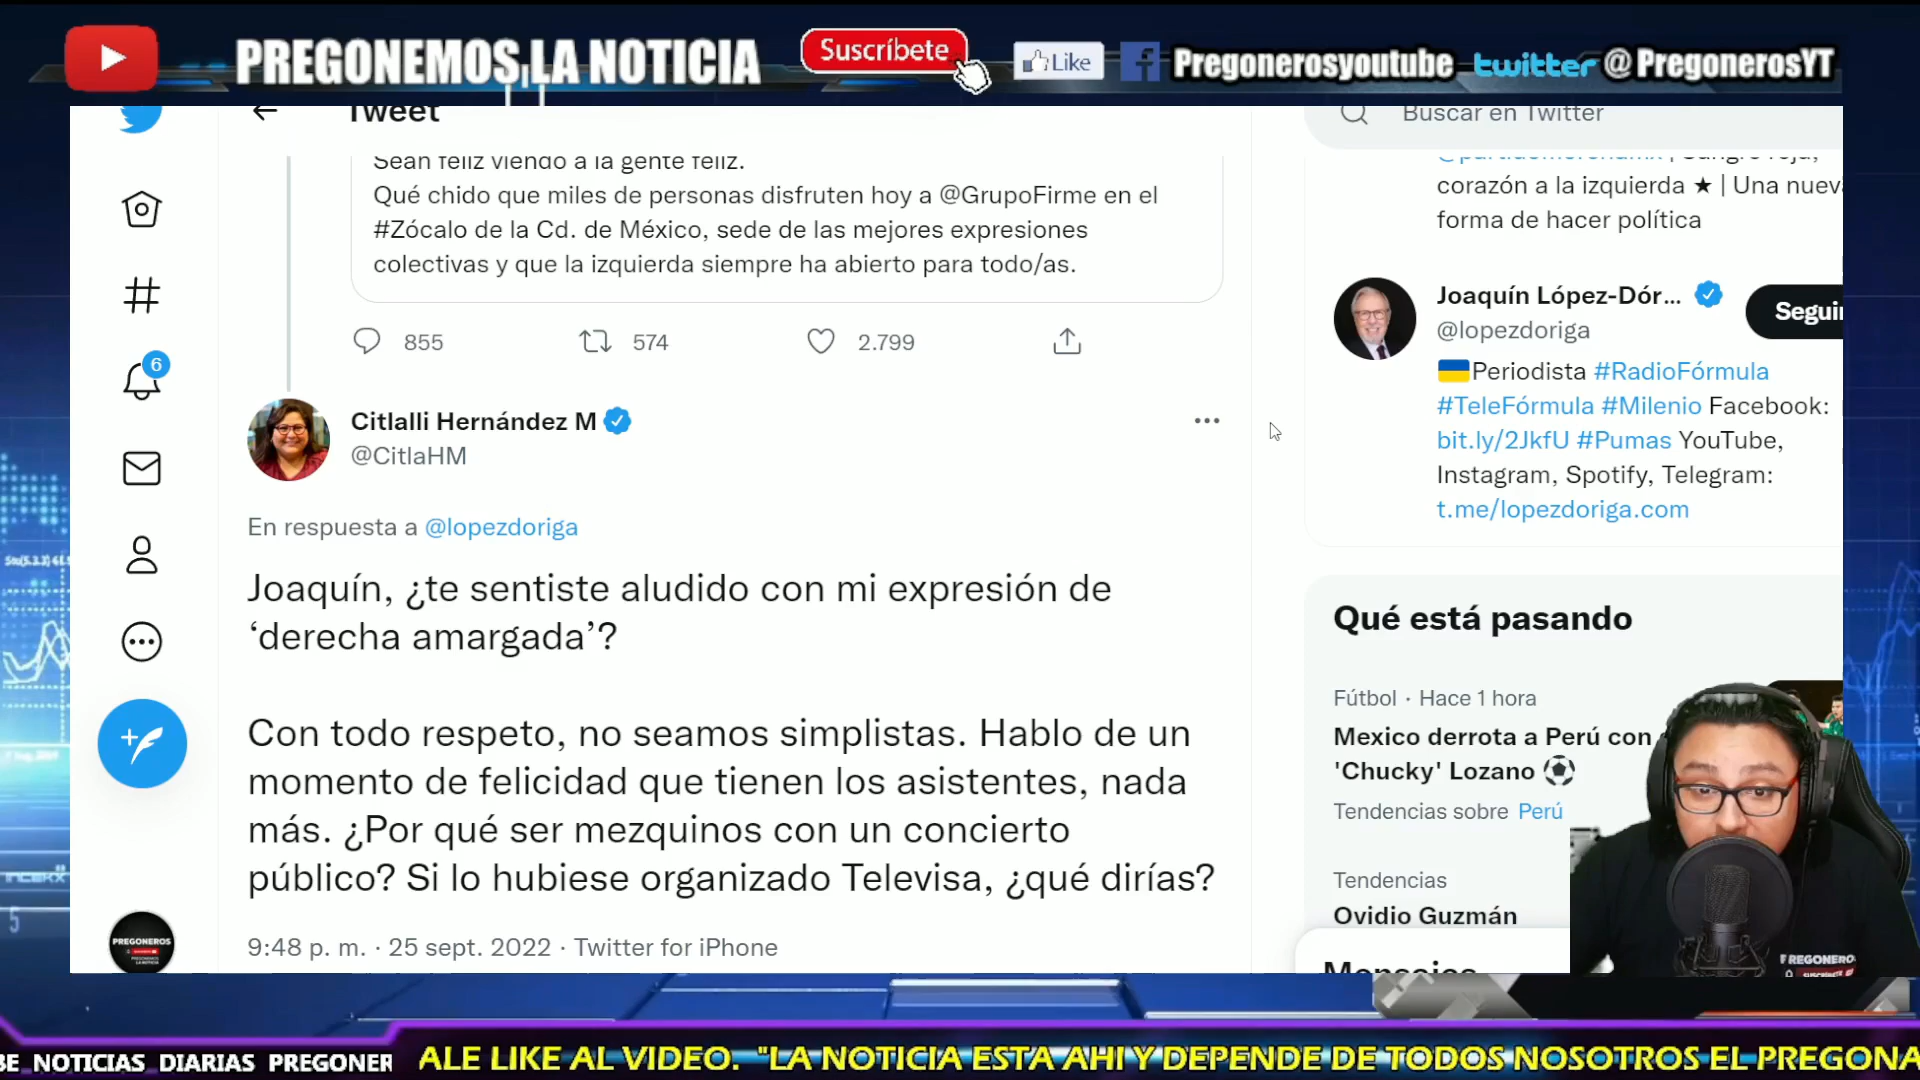 PREGONEMOS LA NOTICIA
Suscríbete
Like
Pregonerosyoutube
twitter @PregonerosYT
Tweet
Sean feliz viendo a la gente feliz.
Qué chido que miles de personas disfruten hoy a @GrupoFirme en el
#Zócalo de la Cd. de México, sede de las mejores expresiones
colectivas y que la izquierda siempre ha abierto para todo/as.
855
574
2.799
6
Citlalli Hernández M
@CitlaHM
En respuesta a @lopezdoriga
Joaquín, ¿te sentiste aludido con mi expresión de
‘derecha amargada’?
Con todo respeto, no seamos simplistas. Hablo de un
momento de felicidad que tienen los asistentes, nada
más. ¿Por qué ser mezquinos con un concierto
público? Si lo hubiese organizado Televisa, ¿qué dirías?
9:48 p. m. · 25 sept. 2022 · Twitter for iPhone
PREGONEROS
Buscar en Twitter
corazón a la izquierda ★ | Una nuev
forma de hacer política
Joaquín López-Dór...
@lopezdoriga
Seguir
Periodista #RadioFórmula
#TeleFórmula #Milenio Facebook:
bit.ly/2JkfU #Pumas YouTube,
Instagram, Spotify, Telegram:
t.me/lopezdoriga.com
Qué está pasando
Fútbol · Hace 1 hora
Mexico derrota a Perú con
'Chucky' Lozano
Tendencias sobre Perú
Tendencias
Ovidio Guzmán
Mensajes
BE NOTICIAS DIARIAS PREGONER
ALE LIKE AL VIDEO. "LA NOTICIA ESTA AHI Y DEPENDE DE TODOS NOSOTROS EL PREGONA